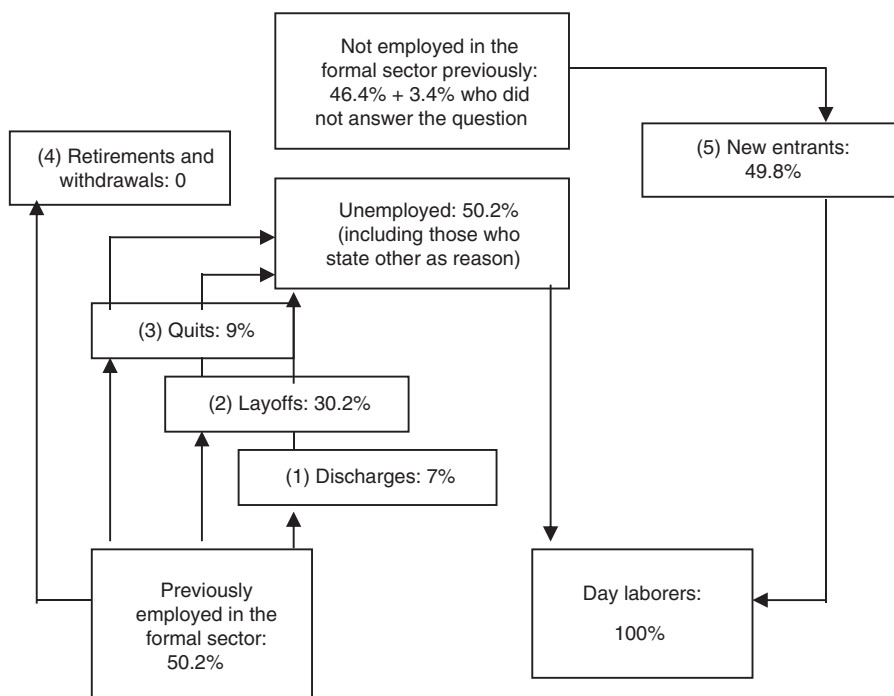 Not employed in the
formal sector previously:
46.4% + 3.4% who did
not answer the question
(4) Retirements and
withdrawals: 0
(5) New entrants:
49.8%
Unemployed: 50.2%
(including those who
state other as reason)
(3) Quits: 9%
(2) Layoffs: 30.2%
(1) Discharges: 7%
Previously
employed in the
formal sector:
50.2%
Day laborers:
100%